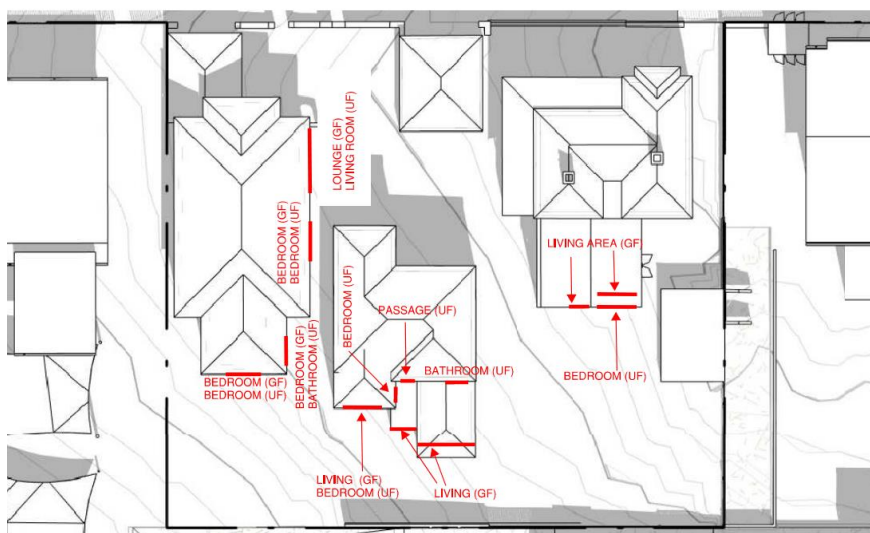 LOUNGE (GF)
LIVING ROOM (UF)
BEDROOM (GF)
BEDROOM (UF)
LIVING AREA (GF)
BEDROOM (UF)
PASSAGE (UF)
BATHROOM (UF)
BEDROOM (UF)
BEDROOM (GF)
BATHROOM (UF)
BEDROOM (GF)
BEDROOM (UF)
LIVING (GF)
BEDROOM (UF)
LIVING (GF)